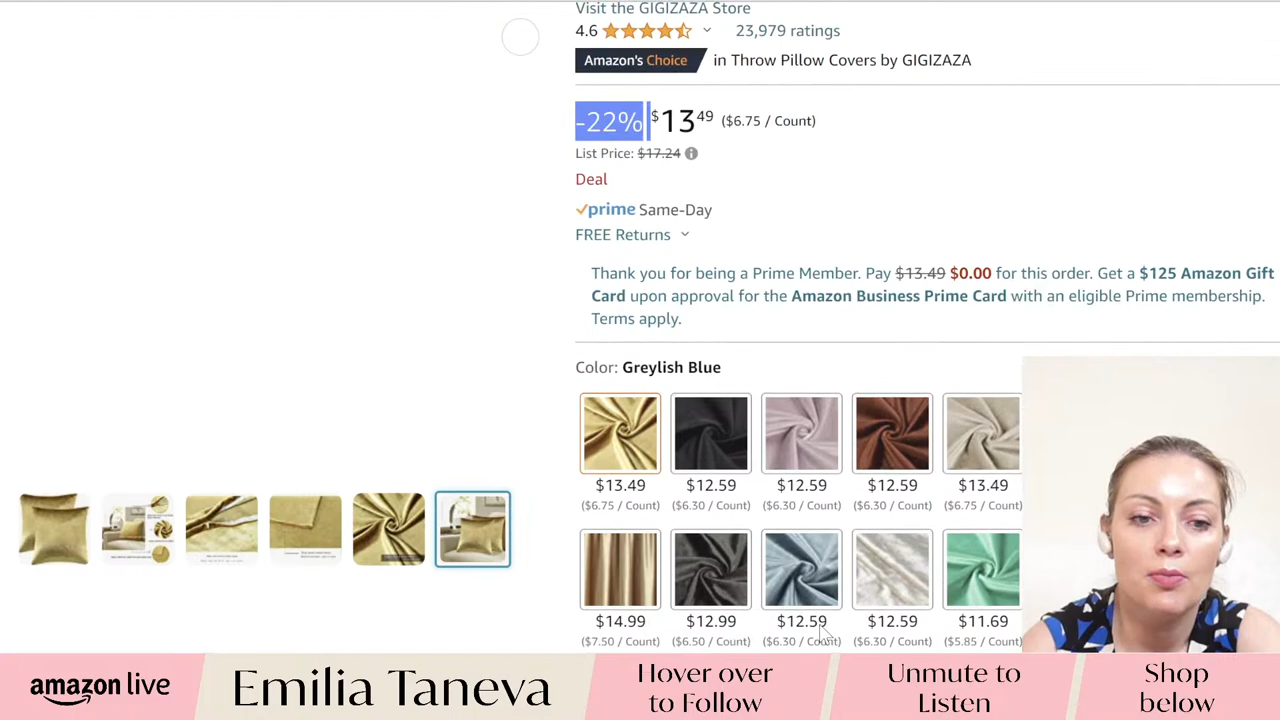 Visit the GIGIZAZA Store
4.6 23,979 ratings
Amazon's Choice in Throw Pillow Covers by GIGIZAZA
-22% $13 49 ($6.75 / Count)
List Price: $17.24
Deal
prime Same-Day
FREE Returns
Thank you for being a Prime Member. Pay $13.49 $0.00 for this order. Get a $125 Amazon Gift
Card upon approval for the Amazon Business Prime Card with an eligible Prime membership.
Terms apply.
Color: Greylish Blue
$13.49 $12.59 $12.59 $12.59 $13.49
($6.75 / Count) ($6.30 / Count) ($6.30 / Count) ($6.30 / Count) ($6.75 / Count)
$14.99 $12.99 $12.59 $12.59 $11.69
($7.50 / Count) ($6.50 / Count) ($6.30 / Count) ($6.30 / Count) ($5.85 / Count)
amazon live
Emilia Taneva
Hover over
to Follow
Unmute to
Listen
Shop
below